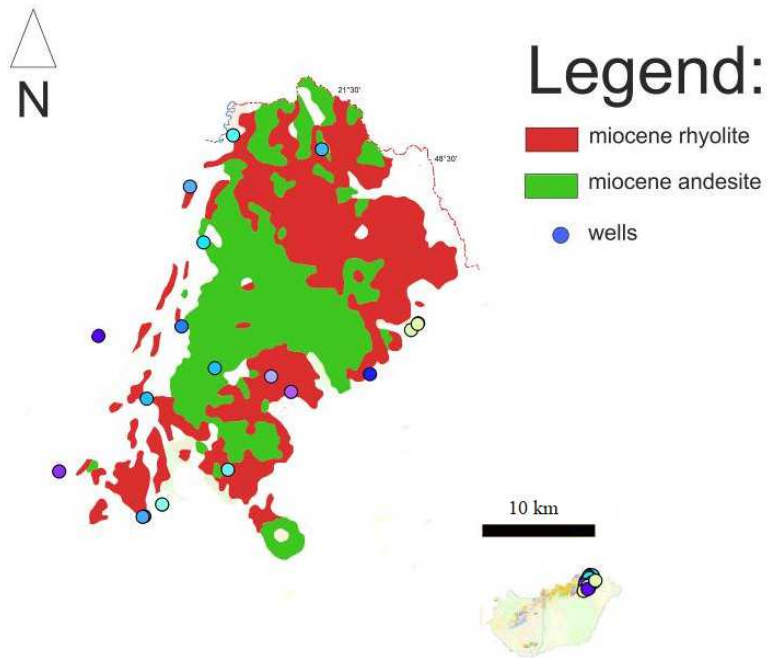 N
21°30'
48°30'
Legend:
miocene rhyolite
miocene andesite
wells
10 km